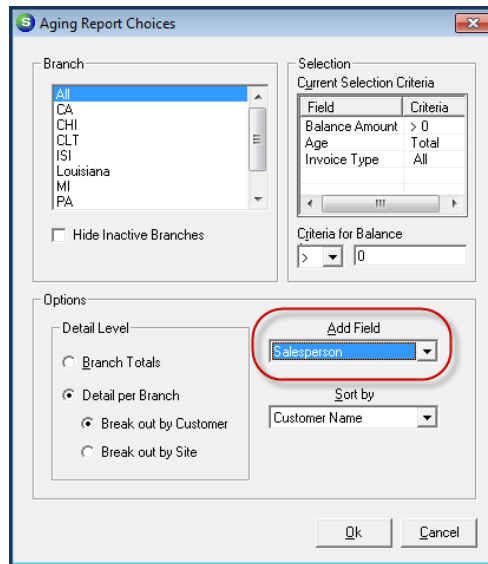 S Aging Report Choices
Branch
All
CA
CHI
CLT
ISI
Louisiana
MI
PA
Hide Inactive Branches
Selection
Current Selection Criteria
Field Criteria
Balance Amount > 0
Age Total
Invoice Type All
Criteria for Balance
> 0
Options
Detail Level
Branch Totals
Detail per Branch
Break out by Customer
Break out by Site
Add Field
Salesperson
Sort by
Customer Name
Ok Cancel